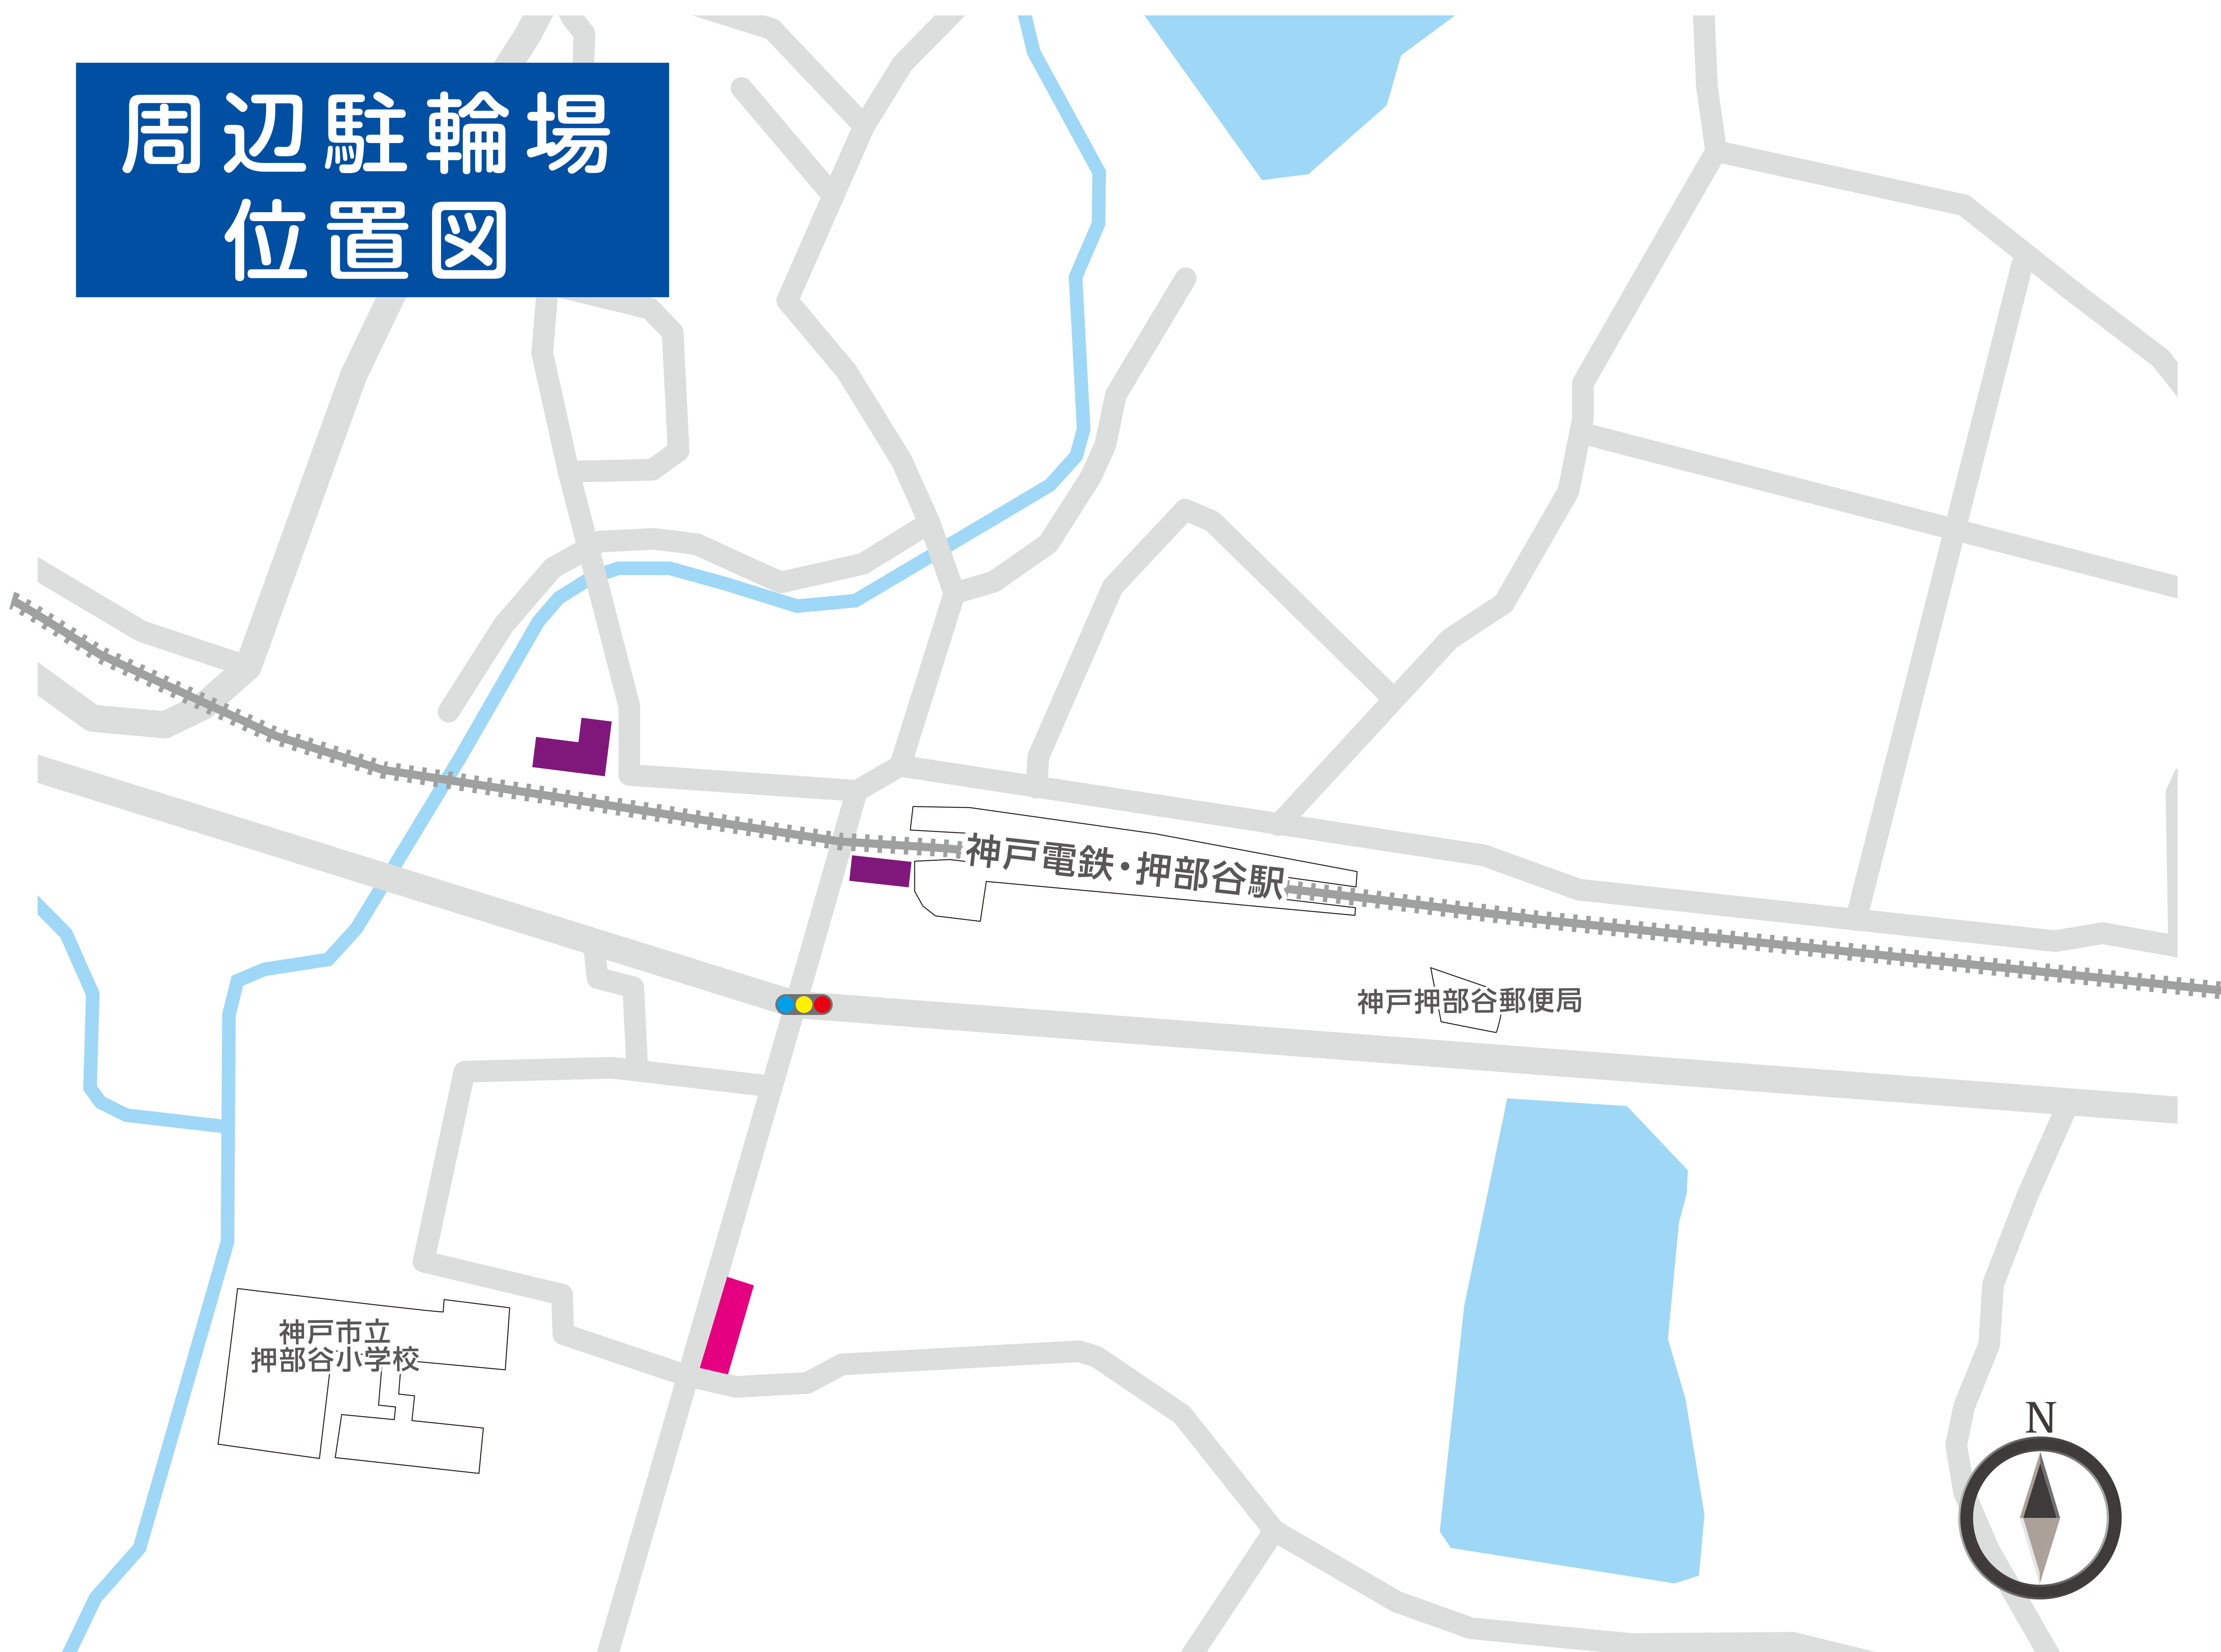 周辺駐輪場
位置図
神戸電鉄・押部谷駅
神戸押部谷郵便局
神戸市立
押部谷小学校
N